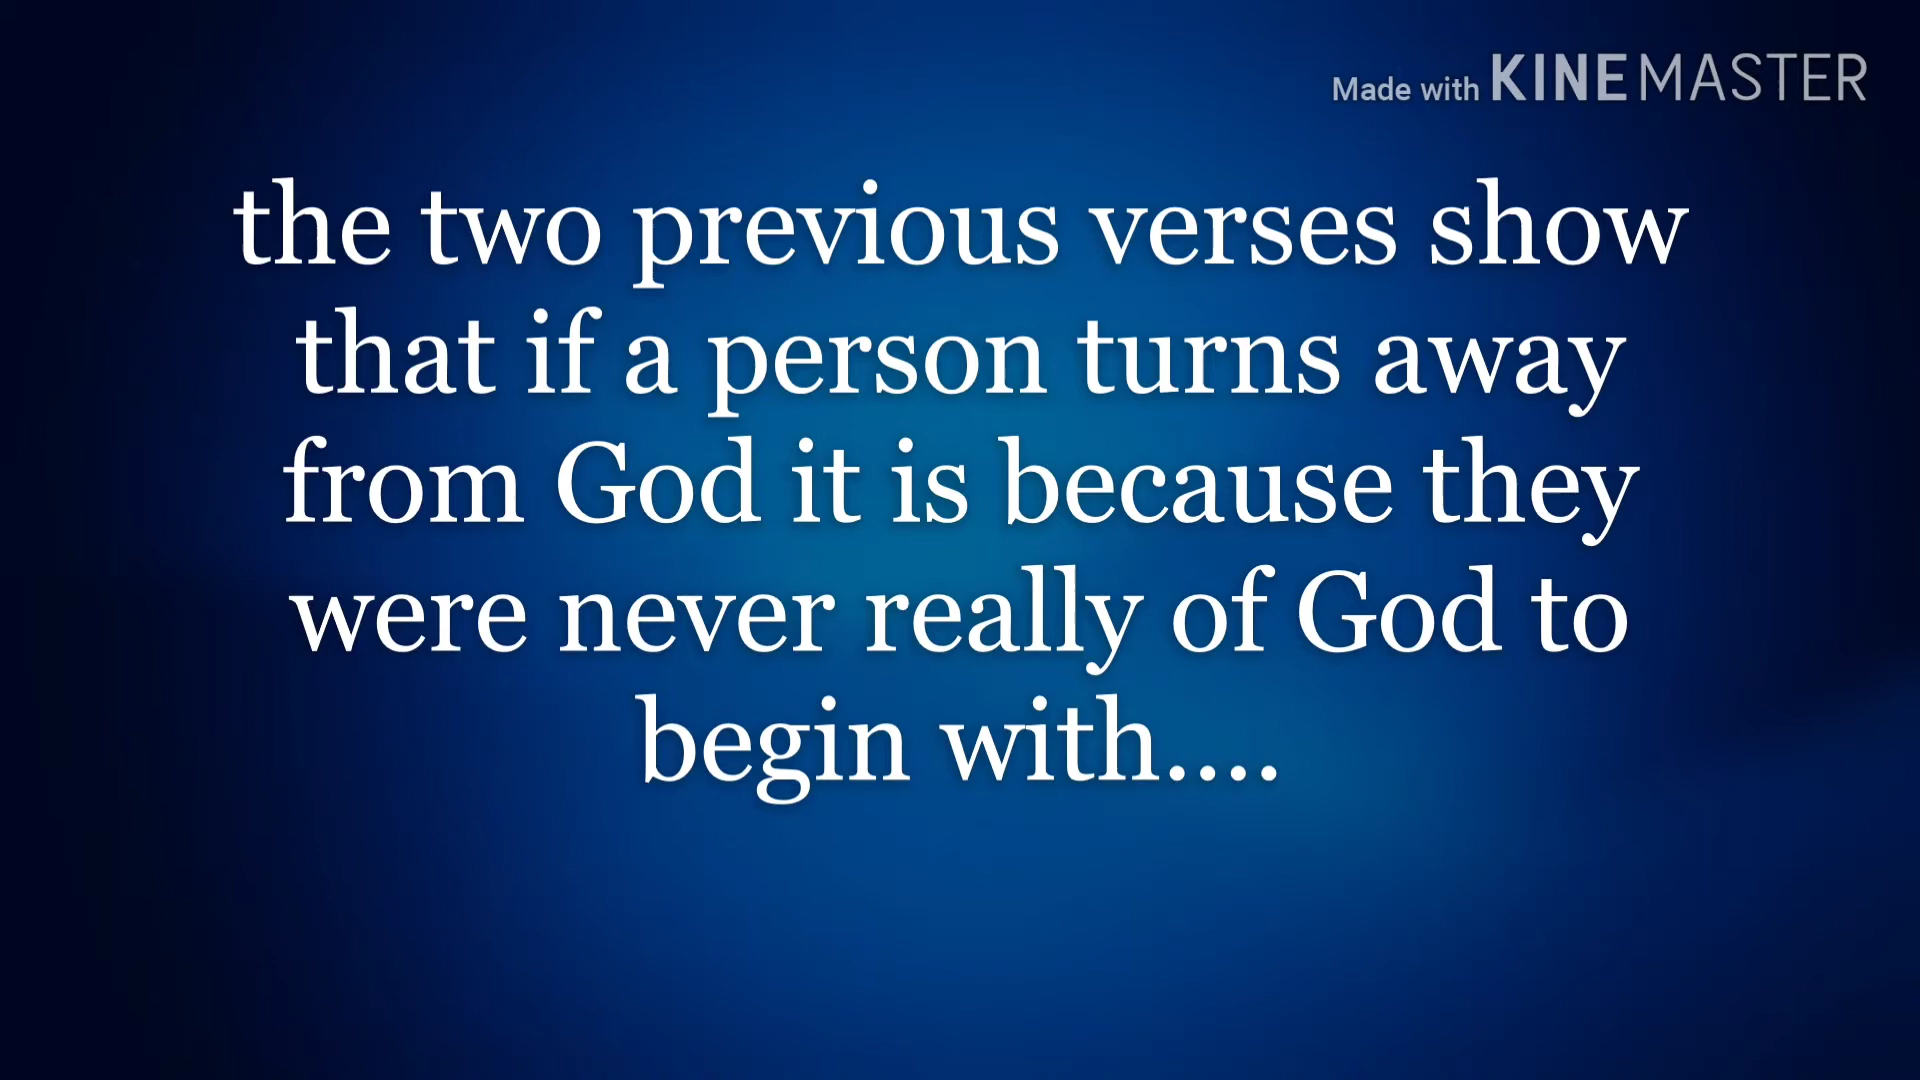 Made with KINEMASTER
the two previous verses show
that if a person turns away
from God it is because they
were never really of God to
begin with....